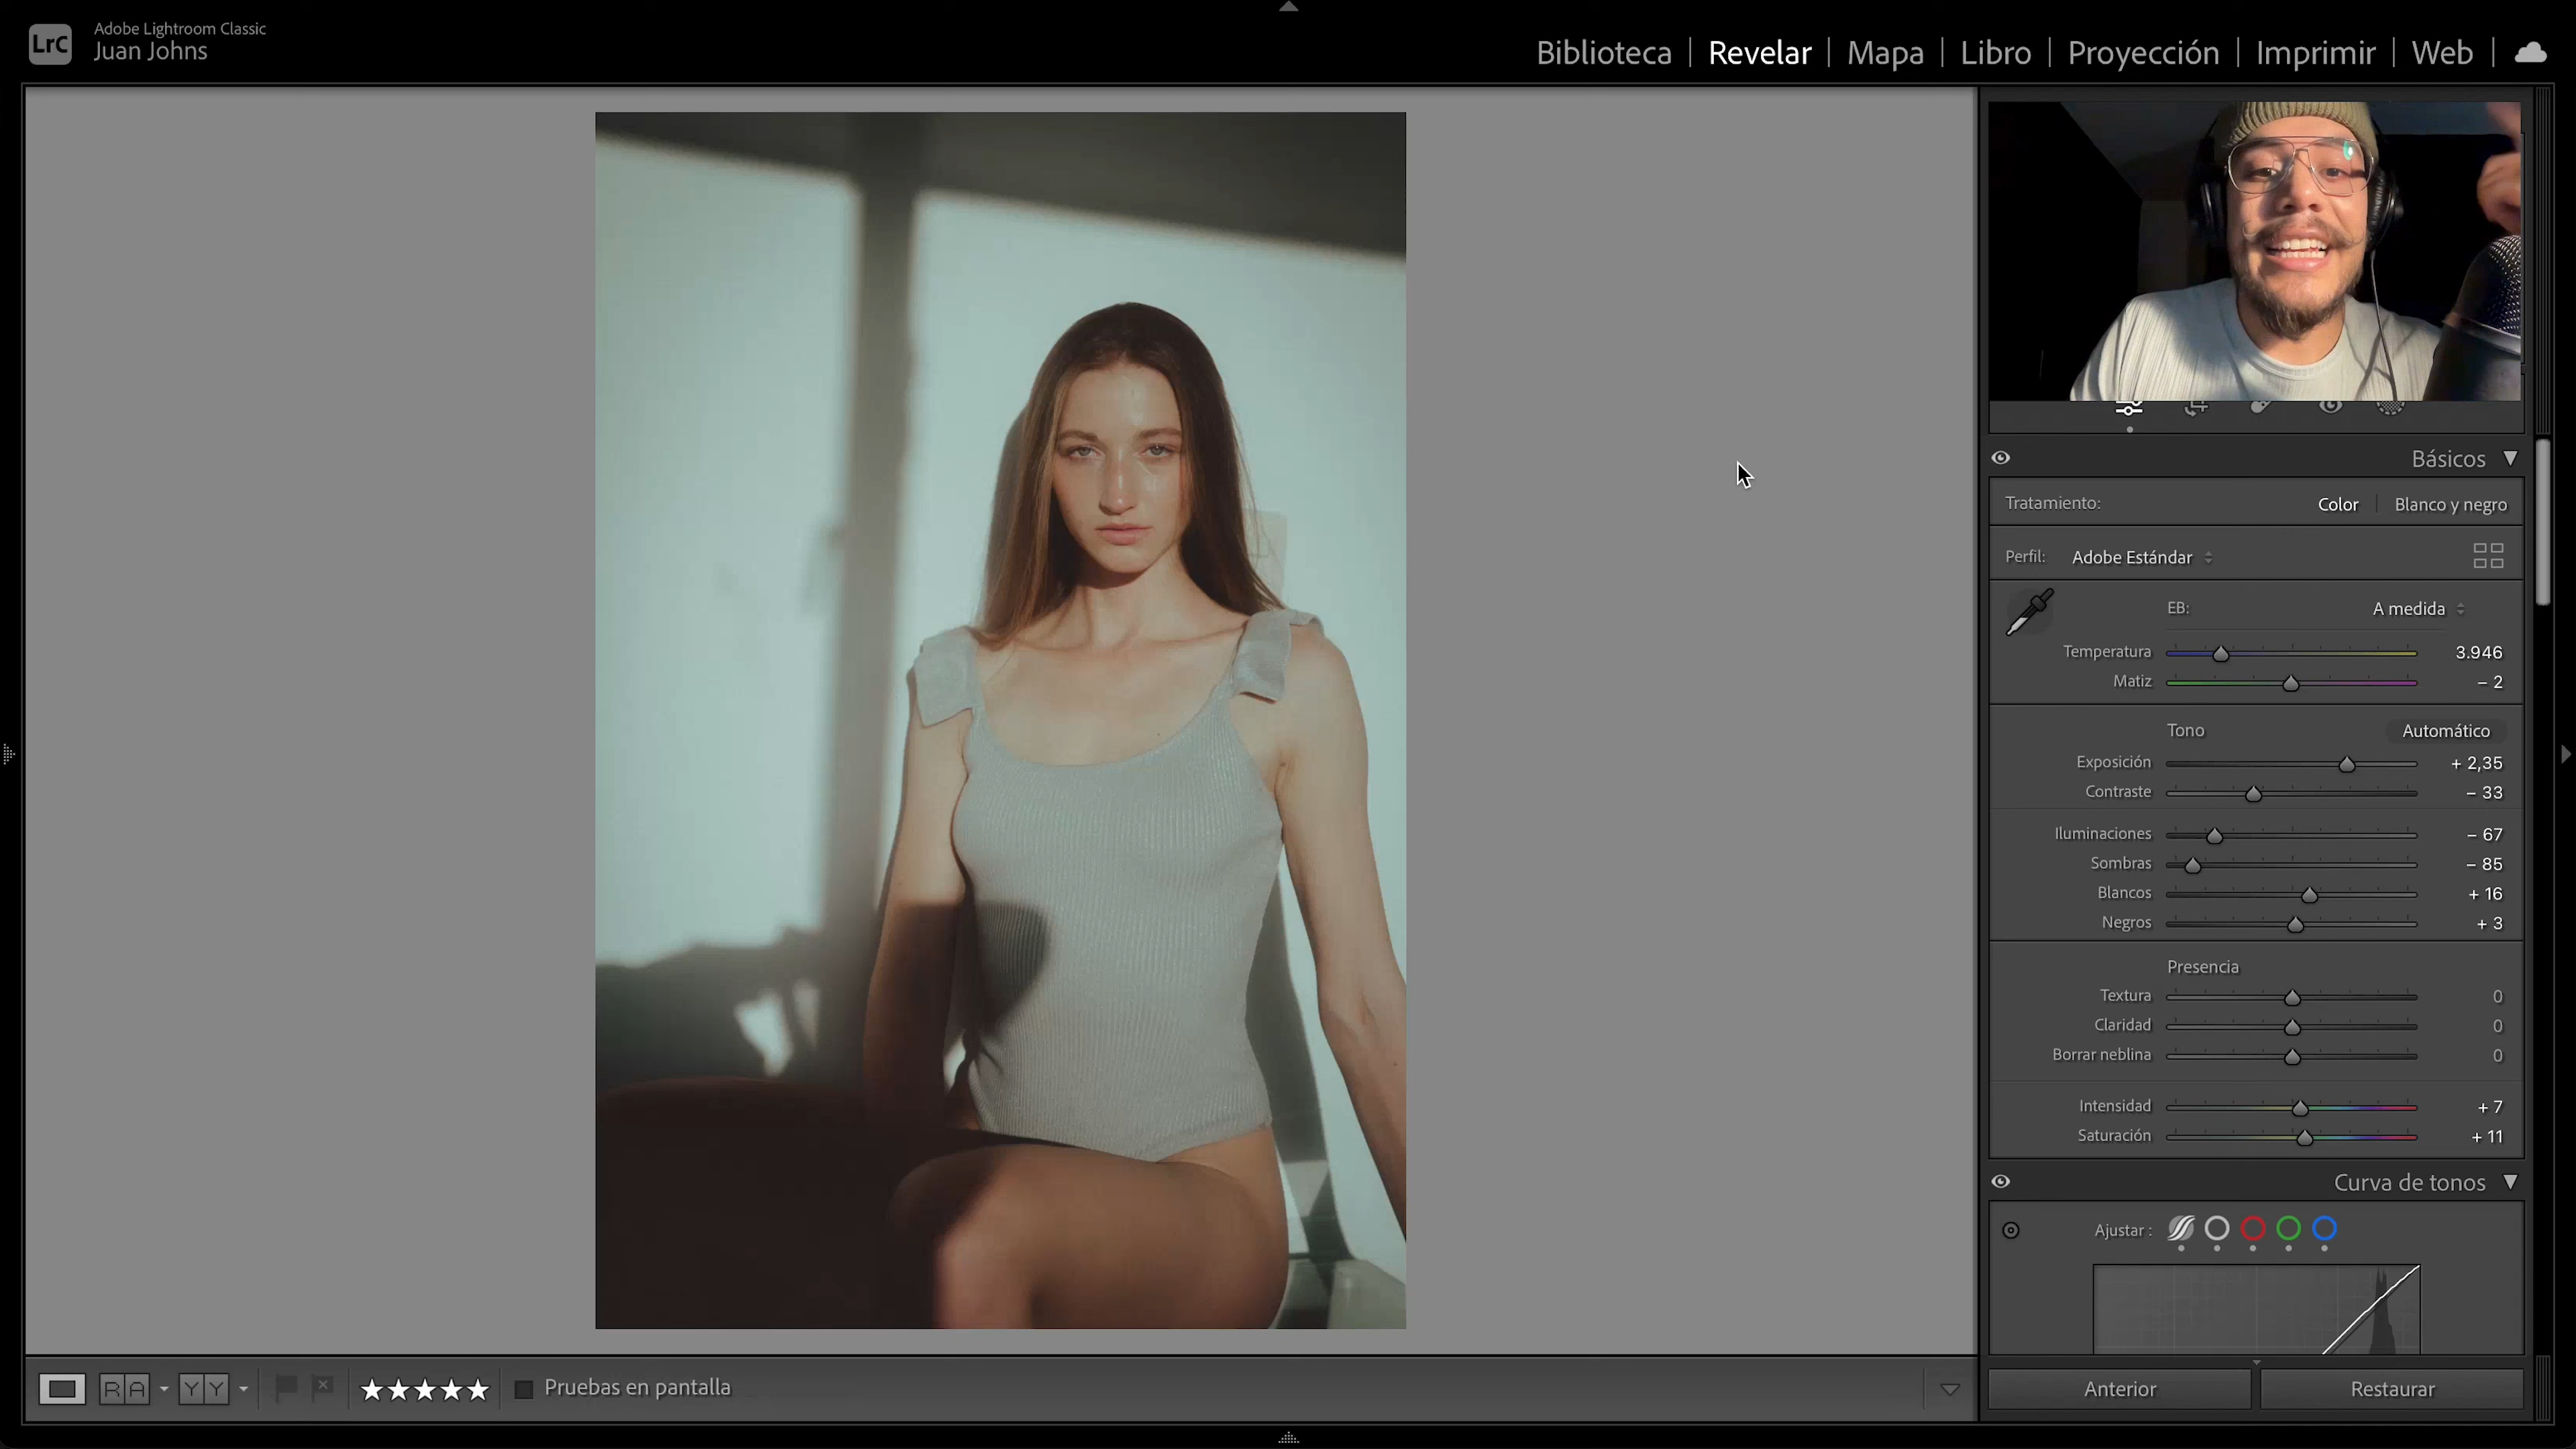 LrC
Adobe Lightroom Classic
Juan Johns
Biblioteca | Revelar | Mapa | Libro | Proyección | Imprimir | Web
Básicos
Tratamiento: Color | Blanco y negro
Perfil: Adobe Estándar
EB: A medida
Temperatura 3.946
Matiz – 2
Tono Automático
Exposición + 2,35
Contraste – 33
Iluminaciones – 67
Sombras – 85
Blancos + 16
Negros + 3
Presencia
Textura 0
Claridad 0
Borrar neblina 0
Intensidad + 7
Saturación + 11
Curva de tonos
Ajustar :
R A Y Y Pruebas en pantalla
Anterior Restaurar